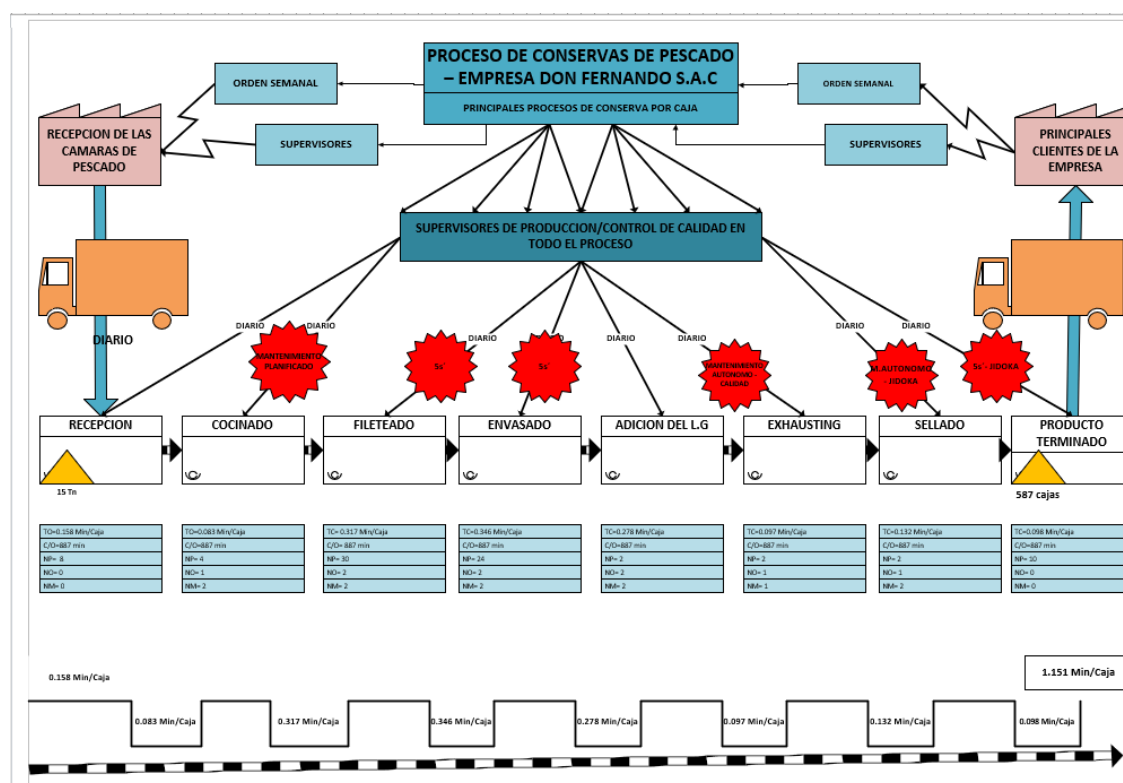 PROCESO DE CONSERVAS DE PESCADO
– EMPRESA DON FERNANDO S.A.C
PRINCIPALES PROCESOS DE CONSERVA POR CAJA
ORDEN SEMANAL
ORDEN SEMANAL
SUPERVISORES
SUPERVISORES
RECEPCION DE LAS
CAMARAS DE
PESCADO
PRINCIPALES
CLIENTES DE LA
EMPRESA
SUPERVISORES DE PRODUCCION/CONTROL DE CALIDAD EN
TODO EL PROCESO
DIARIO
DIARIO
DIARIO
DIARIO
DIARIO
DIARIO
DIARIO
DIARIO
DIARIO
MANTENIMIENTO
PLANIFICADO
5s´
5s´
MANTENIMIENTO
AUTONOMO -
CALIDAD
M.AUTONOMO
- JIDOKA
5s´- JIDOKA
RECEPCION
COCINADO
FILETEADO
ENVASADO
ADICION DEL L.G
EXHAUSTING
SELLADO
PRODUCTO
TERMINADO
15 Tn
587 cajas
TO=0.158 Min/Caja
C/O=887 min
NP= 8
NO=0
NM= 0
TO=0.083 Min/Caja
C/O=887 min
NP= 4
NO=1
NM= 2
TC= 0.317 Min/Caja
C/O= 887 min
NP= 30
NO= 2
NM= 2
TC= 0.346 Min/Caja
C/O=887 min
NP= 24
NO= 2
NM= 2
TC=0.278 Min/Caja
C/O=887 min
NP= 2
NO= 2
NM= 2
TC=0.097 Min/Caja
C/O=887 min
NP= 2
NO= 1
NM= 1
TC=0.132 Min/Caja
C/O=887 min
NP= 2
NO= 1
NM= 2
TC=0.098 Min/Caja
C/O=887 min
NP= 10
NO= 0
NM= 0
0.158 Min/Caja
1.151 Min/Caja
0.083 Min/Caja
0.317 Min/Caja
0.346 Min/Caja
0.278 Min/Caja
0.097 Min/Caja
0.132 Min/Caja
0.098 Min/Caja